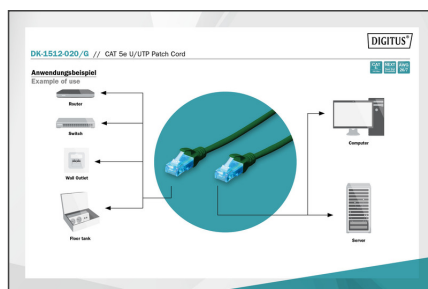 DIGITUS®
DK-1512-020/G // CAT 5e U/UTP Patch Cord
Anwendungsbeispiel
Example of use
Router
Switch
Wall Outlet
Floor tank
Computer
Server